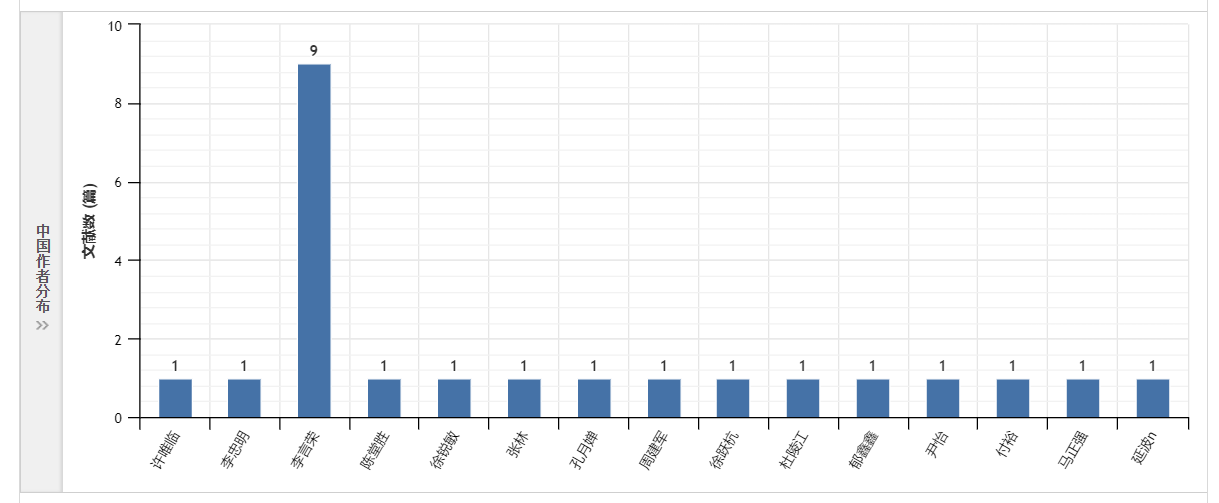 中国作者分布
文献数 (篇)
10
8
6
4
2
0
1
1
9
1
1
1
1
1
1
1
1
1
1
1
1
许唯临
李忠明
李言荣
陈堂胜
徐锐敏
张林
孔月婵
周建军
徐跃杭
杜陵江
郁鑫鑫
尹怡
付裕
马正强
延波n